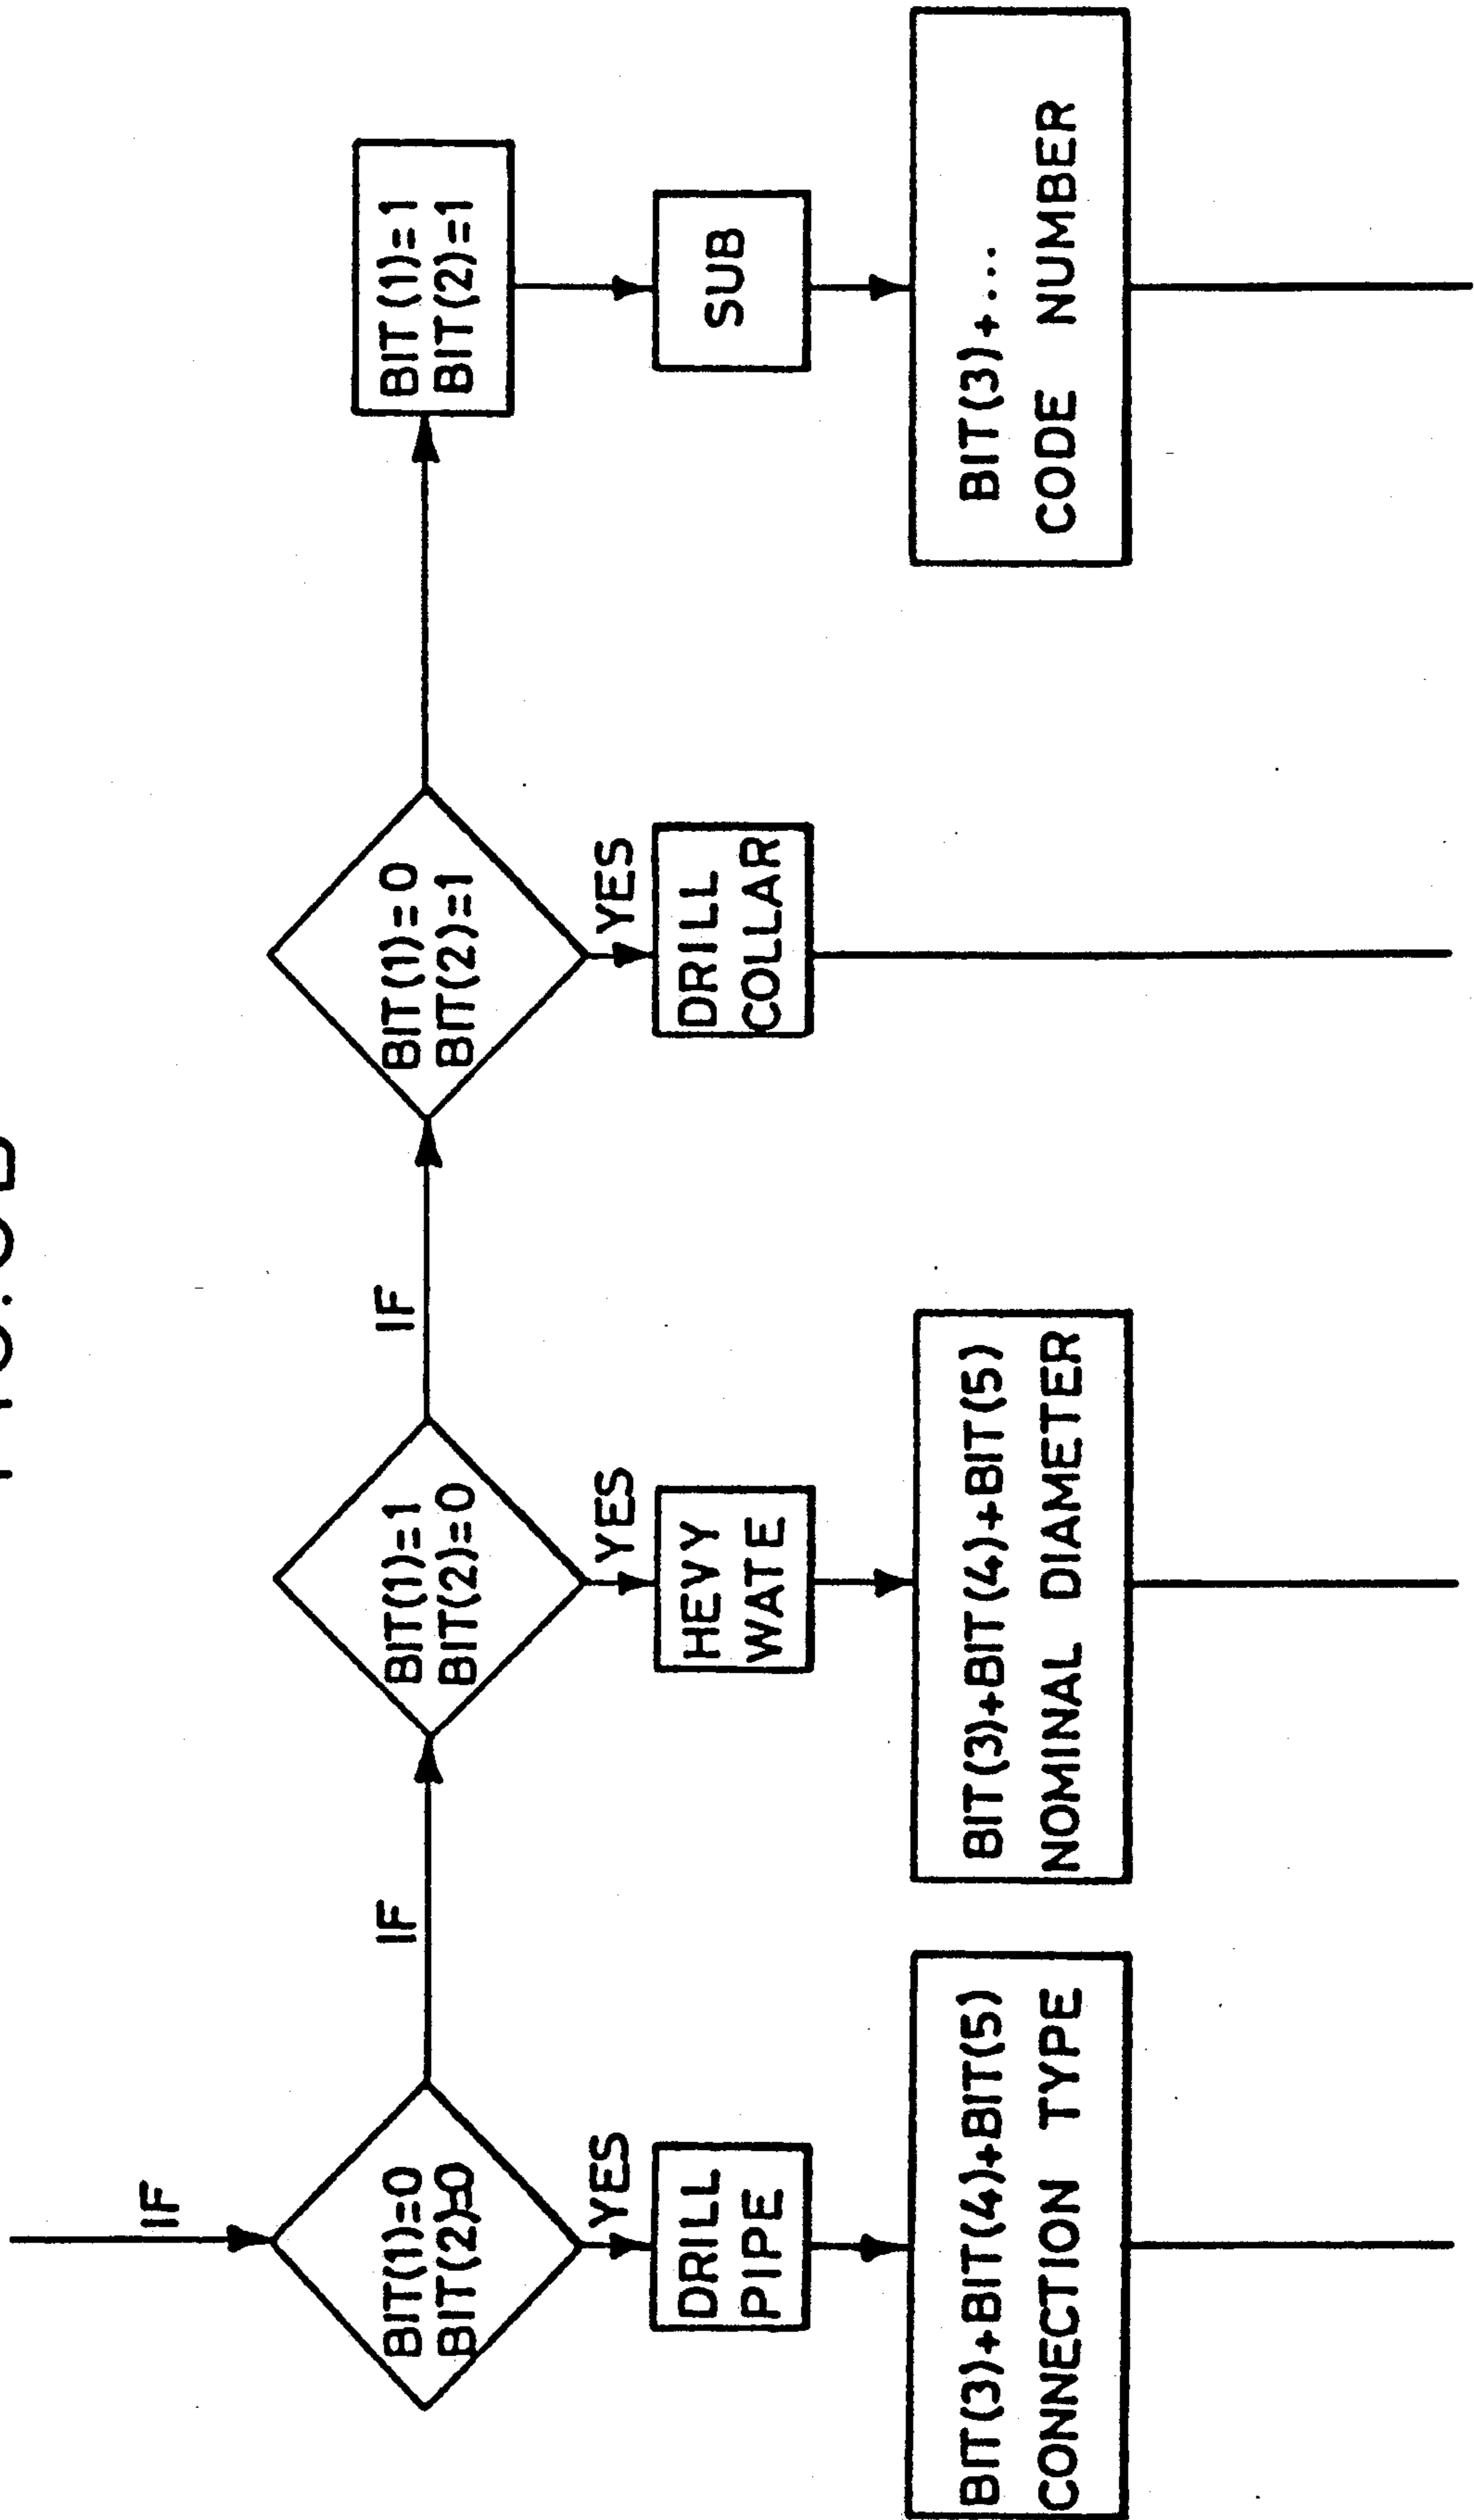 IF
BIT(1)=0
BIT(2)=0
IF
BIT(1)=1
BIT(2)=0
IF
BIT(1)=0
BIT(2)=1
BIT(1)=1
BIT(2)=1
YES
YES
YES
DRILL
PIPE
HEVY
WATE
DRILL
COLLAR
SUB
BIT(3)+BIT(4)+BIT(5)
CONNECTION TYPE
BIT(3)+BIT(4)+BIT(5)
NOMINAL DIAMETER
BIT(3)+...
CODE NUMBER